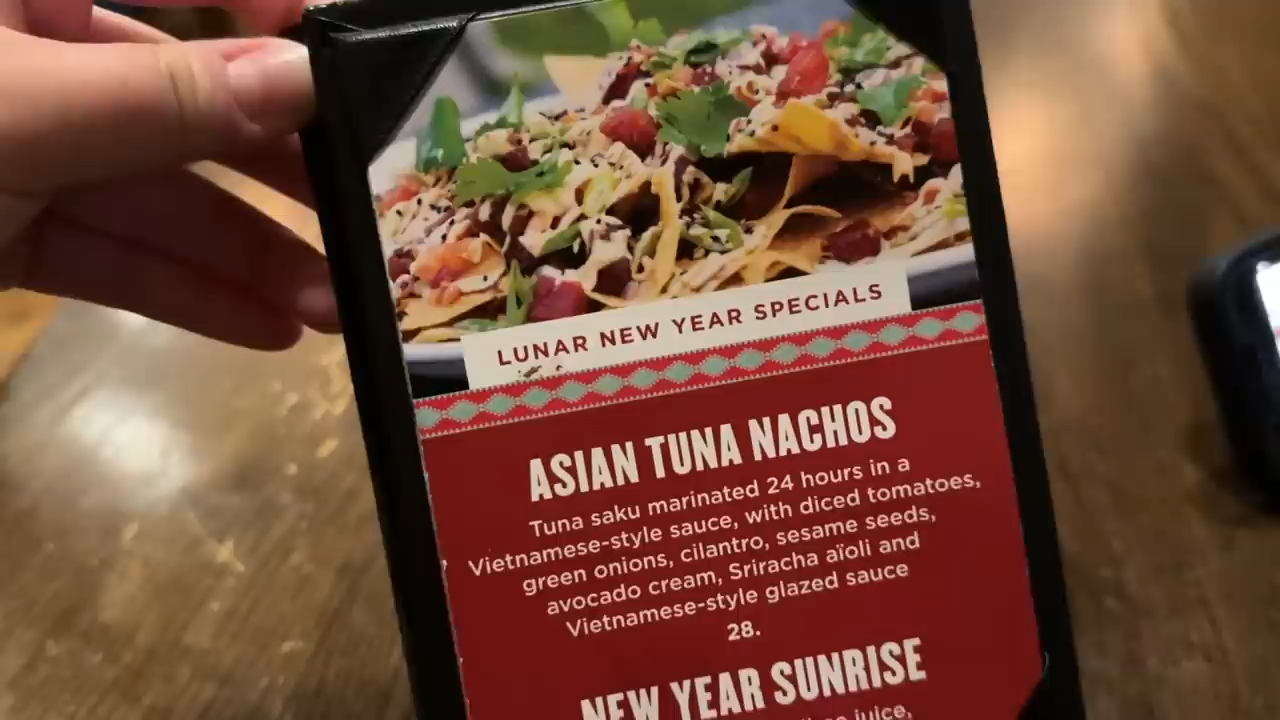 LUNAR NEW YEAR SPECIALS
ASIAN TUNA NACHOS
Tuna saku marinated 24 hours in a
Vietnamese-style sauce, with diced tomatoes,
green onions, cilantro, sesame seeds,
avocado cream, Sriracha aïoli and
Vietnamese-style glazed sauce
28.
NEW YEAR SUNRISE
juice,